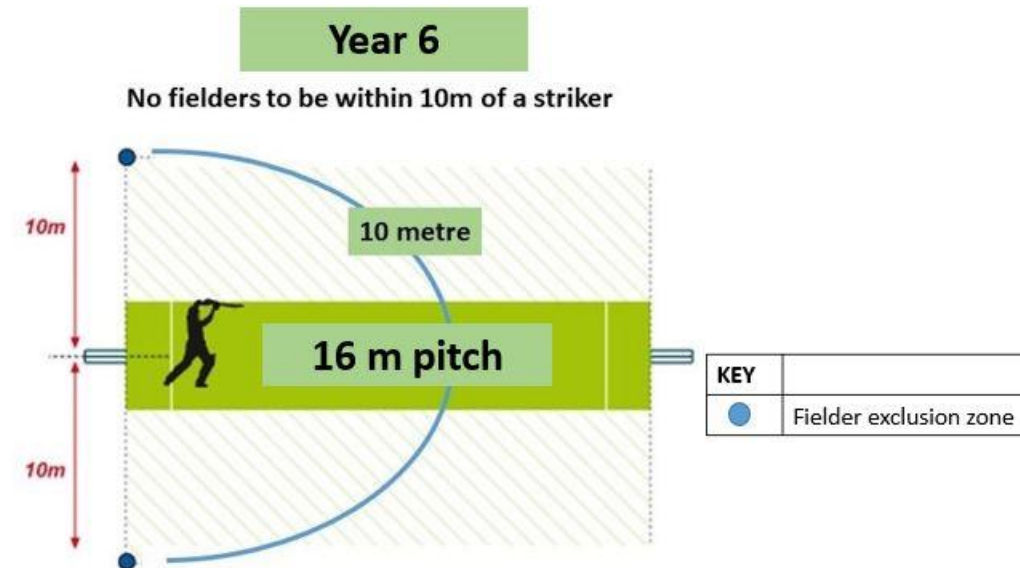 Year 6
No fielders to be within 10m of a striker
10m
10 metre
16 m pitch
KEY
Fielder exclusion zone
10m